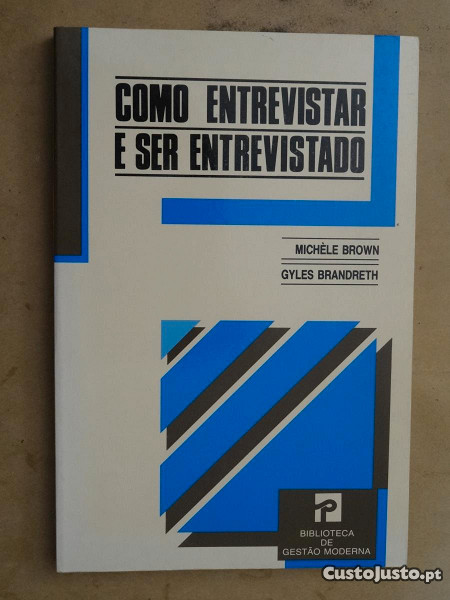 COMO ENTREVISTAR
E SER ENTREVISTADO
MICHÈLE BROWN
GYLES BRANDRETH
BIBLIOTECA
DE
GESTÃO MODERNA
CustoJusto.pt